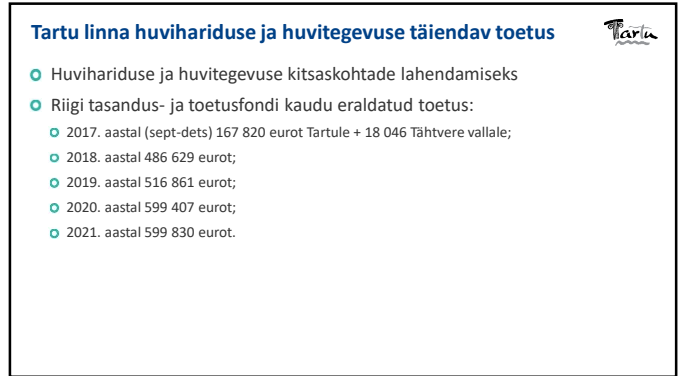 Tartu linna huvihariduse ja huvitegevuse täiendav toetus
Tartu
Huvihariduse ja huvitegevuse kitsaskohtade lahendamiseks
Riigi tasandus- ja toetusfondi kaudu eraldatud toetus:
2017. aastal (sept-dets) 167 820 eurot Tartule + 18 046 Tähtvere vallale;
2018. aastal 486 629 eurot;
2019. aastal 516 861 eurot;
2020. aastal 599 407 eurot;
2021. aastal 599 830 eurot.